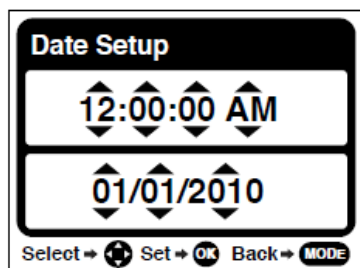 Date Setup
12:00:00 AM
01/01/2010
Select → Set → OK Back → MODE